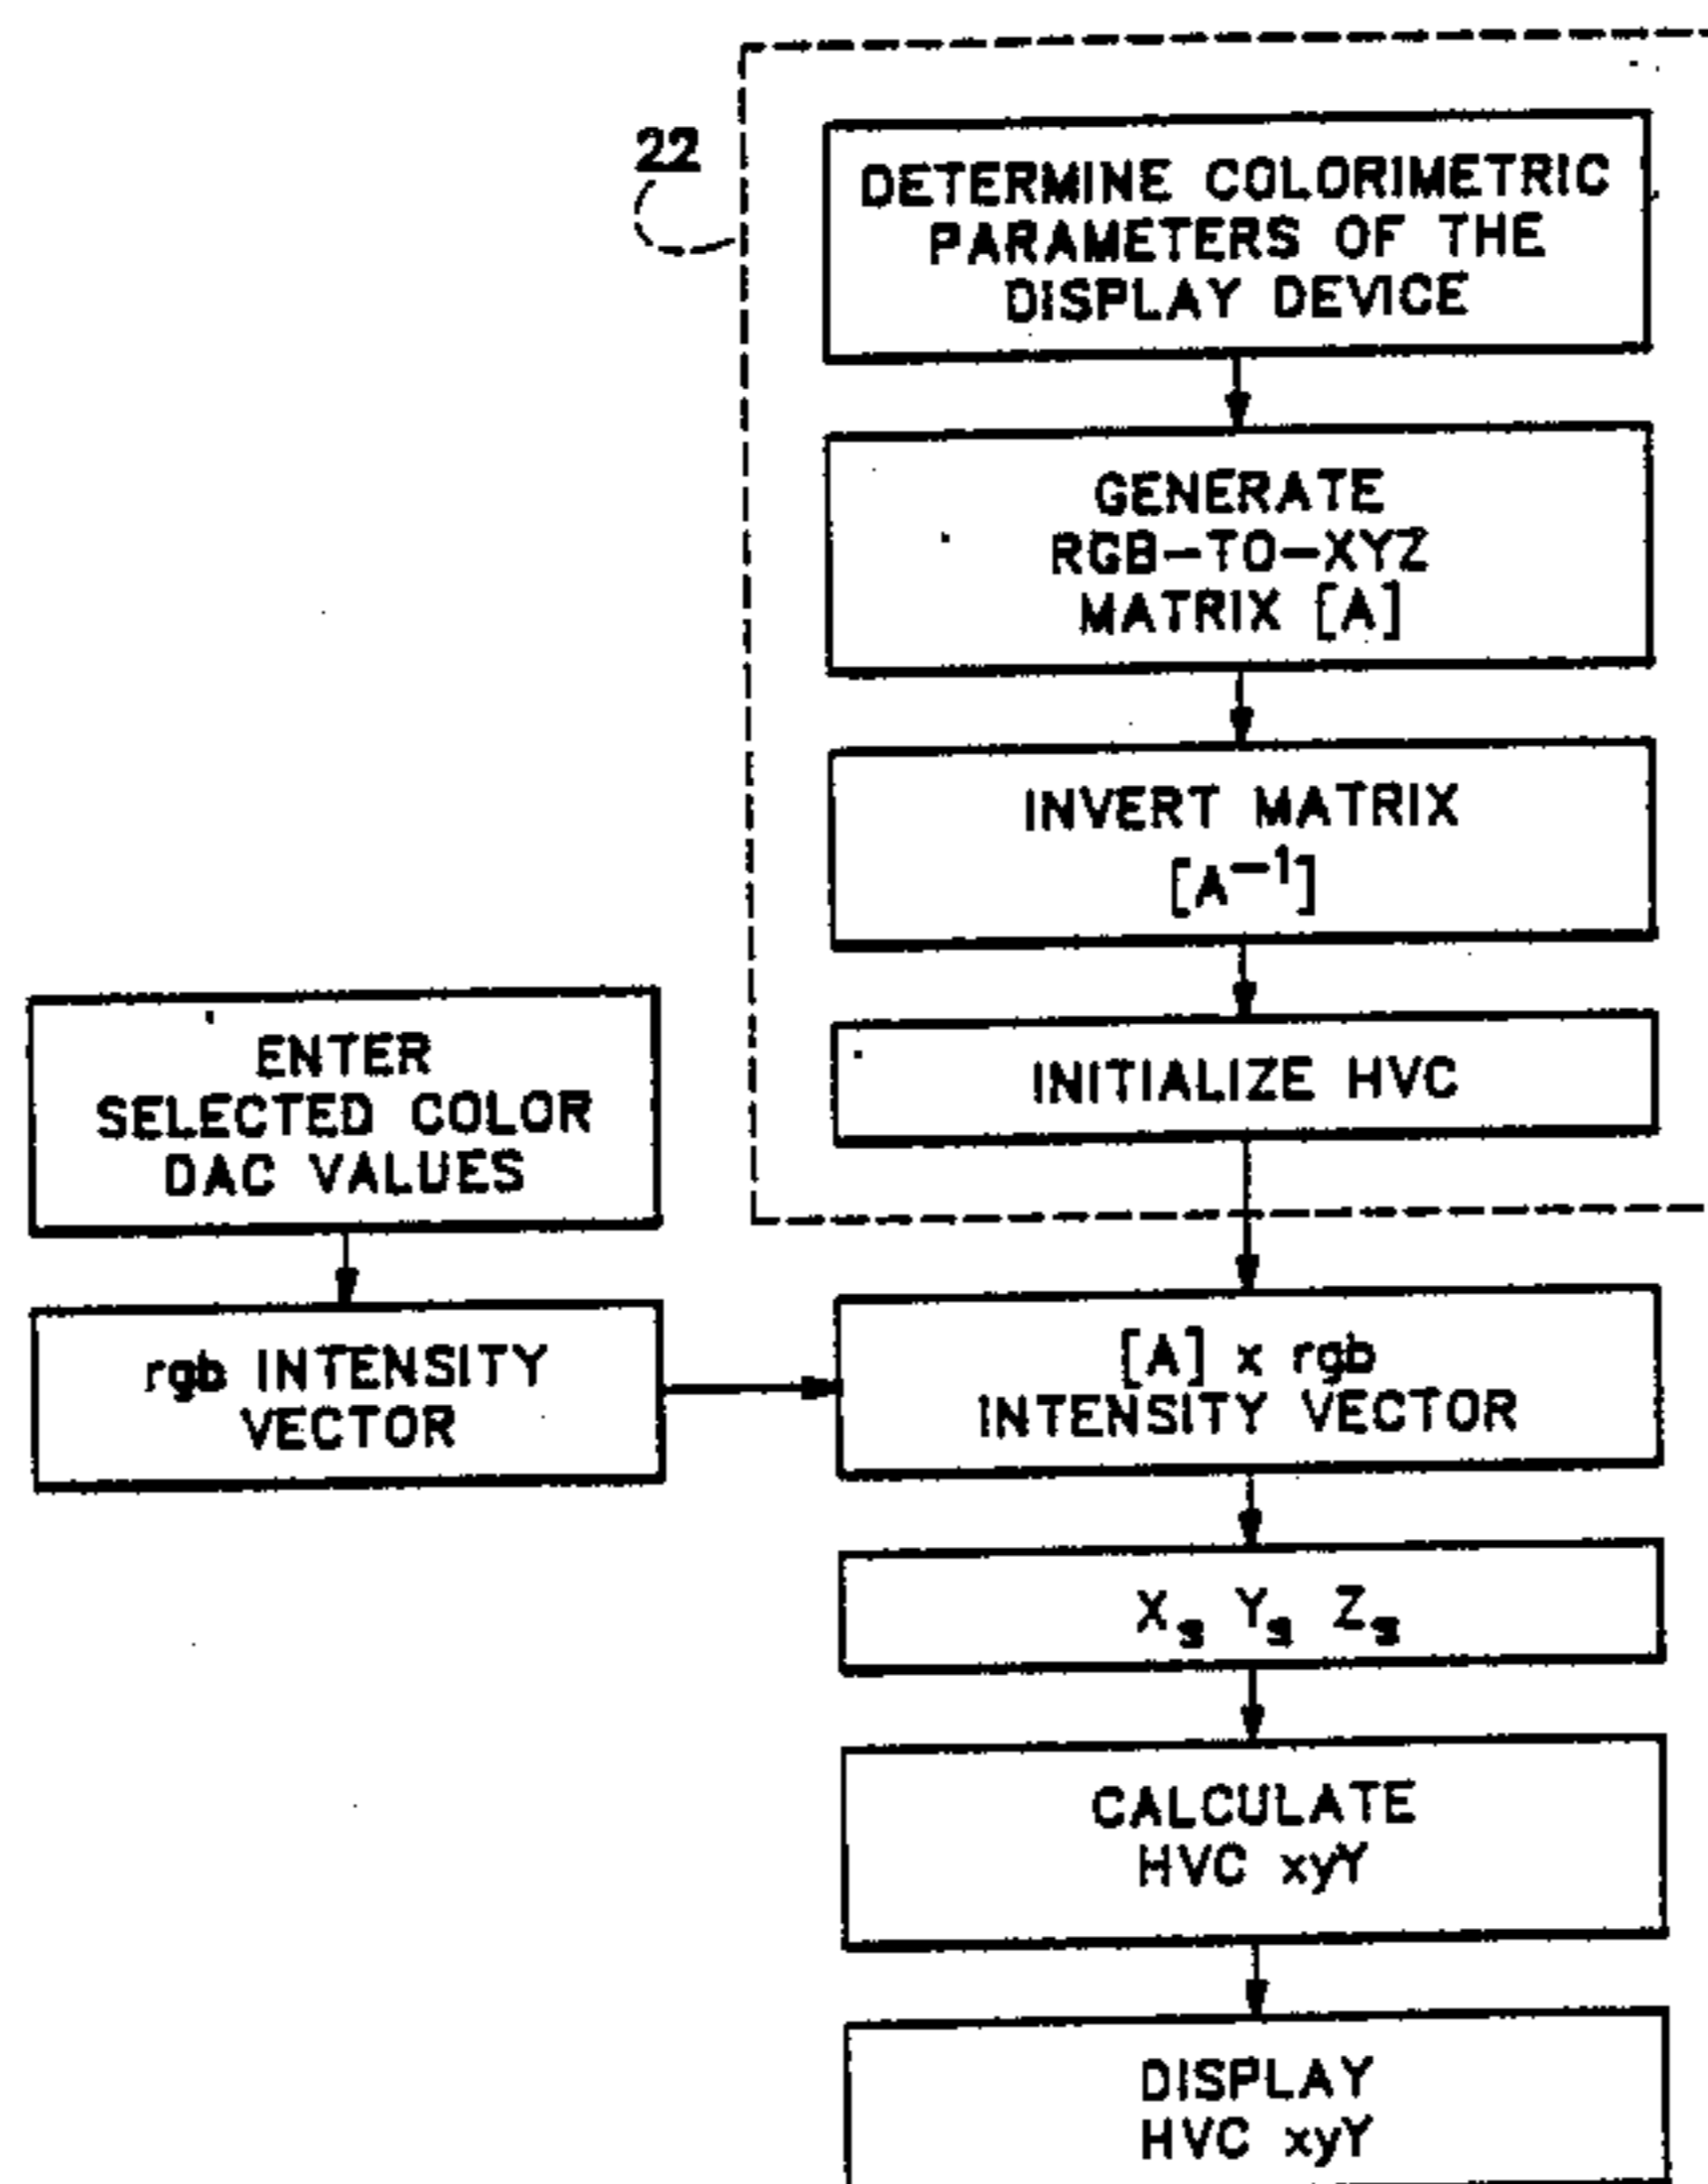 22
DETERMINE COLORIMETRIC
PARAMETERS OF THE
DISPLAY DEVICE
GENERATE
RGB-TO-XYZ
MATRIX [A]
INVERT MATRIX
[A⁻¹]
INITIALIZE HVC
ENTER
SELECTED COLOR
DAC VALUES
rgb INTENSITY
VECTOR
[A] x rgb
INTENSITY VECTOR
Xₛ Yₛ Zₛ
CALCULATE
HVC xyY
DISPLAY
HVC xyY